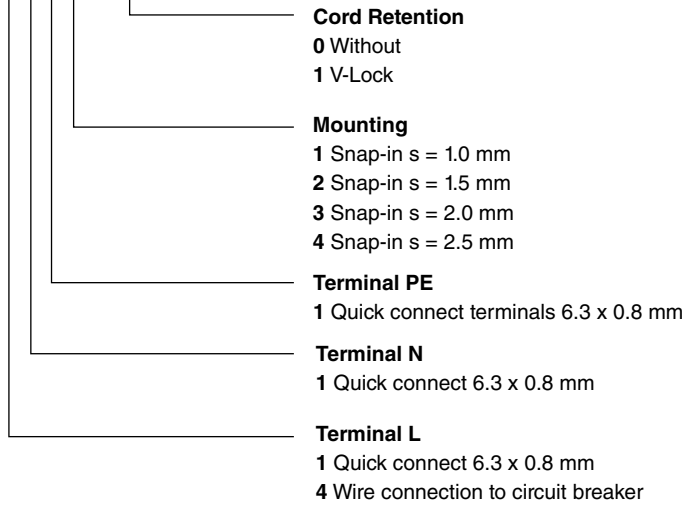 Cord Retention
0 Without
1 V-Lock
Mounting
1 Snap-in s = 1.0 mm
2 Snap-in s = 1.5 mm
3 Snap-in s = 2.0 mm
4 Snap-in s = 2.5 mm
Terminal PE
1 Quick connect terminals 6.3 x 0.8 mm
Terminal N
1 Quick connect 6.3 x 0.8 mm
Terminal L
1 Quick connect 6.3 x 0.8 mm
4 Wire connection to circuit breaker